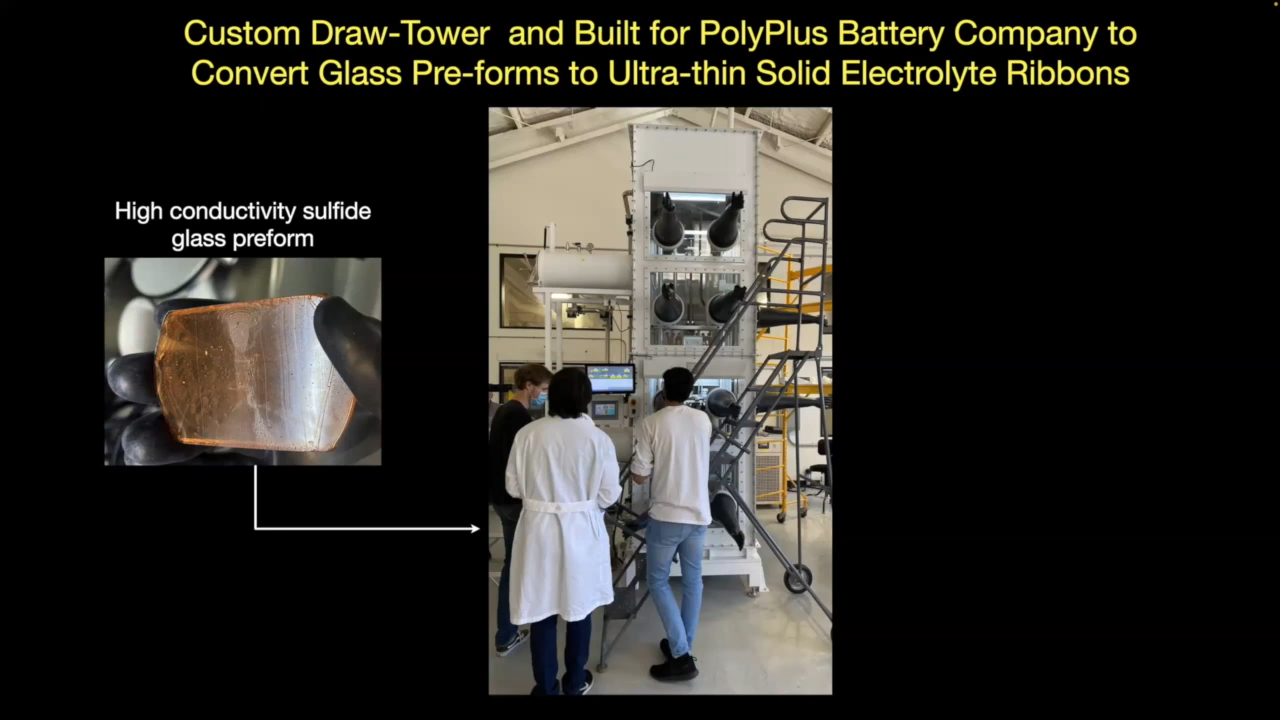 Custom Draw-Tower and Built for PolyPlus Battery Company to
Convert Glass Pre-forms to Ultra-thin Solid Electrolyte Ribbons
High conductivity sulfide
glass preform